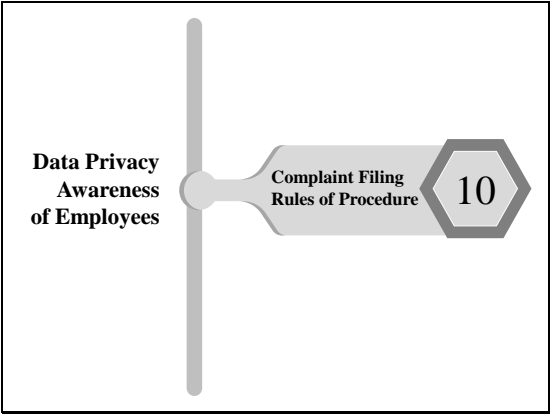 Data Privacy
Awareness
of Employees
Complaint Filing
Rules of Procedure
10